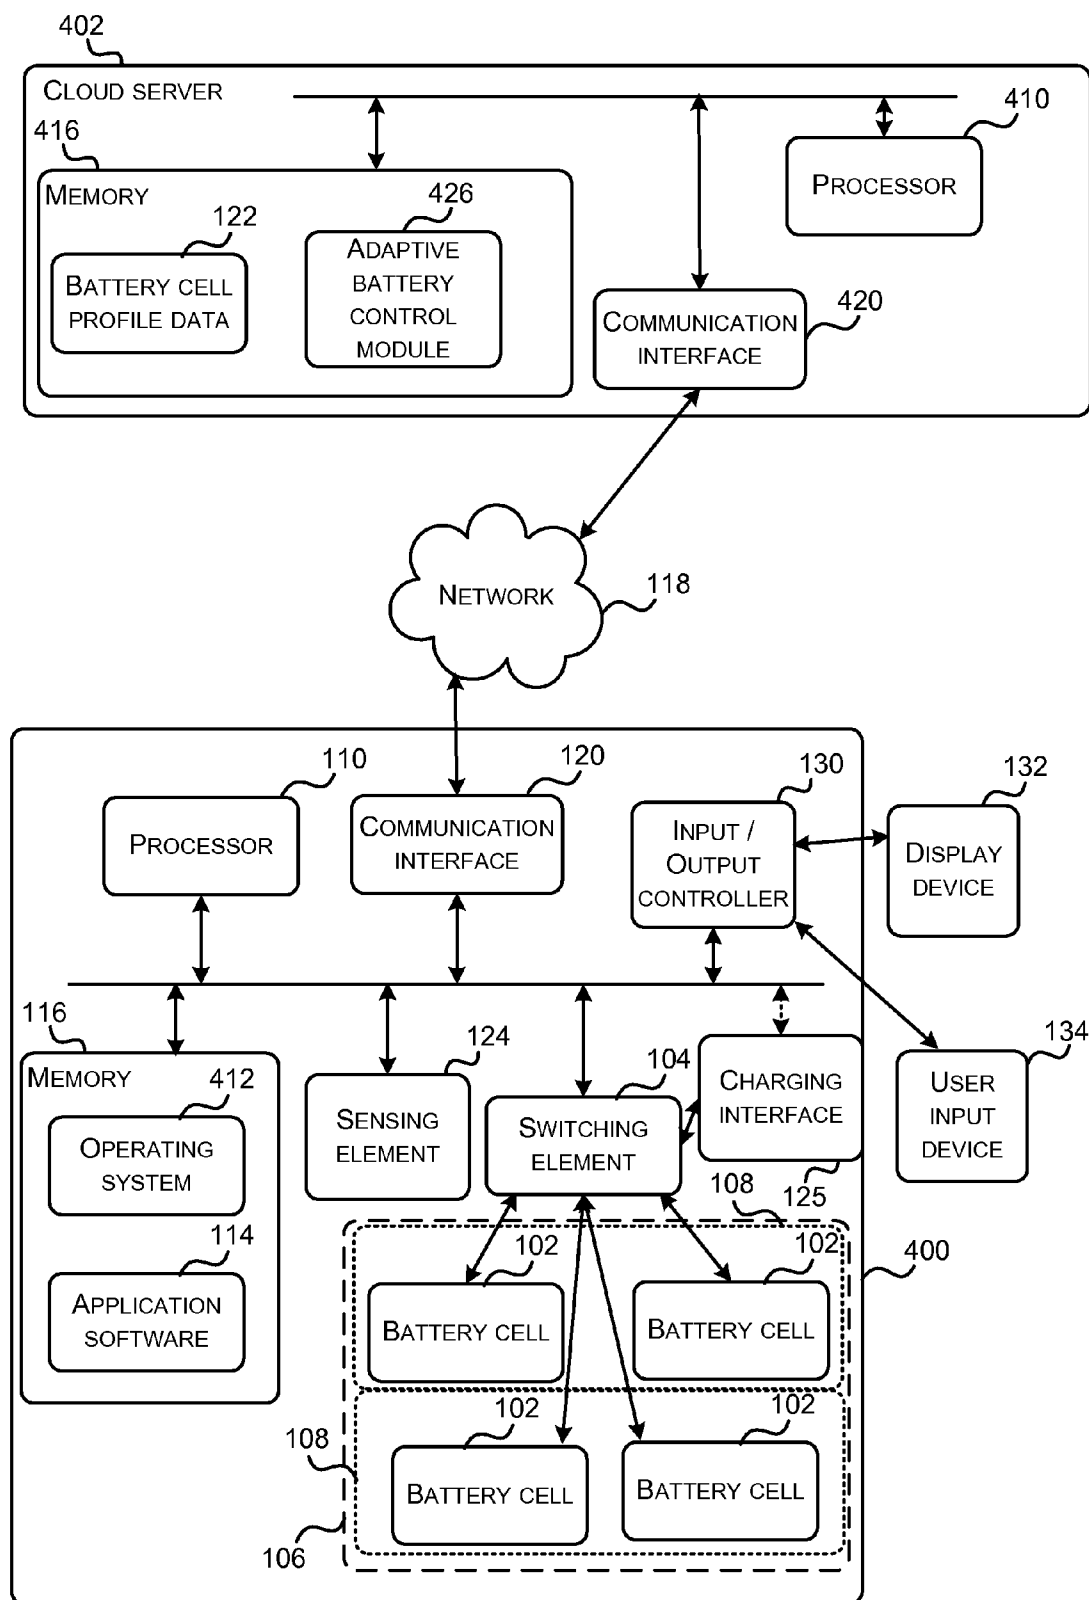 402
CLOUD SERVER
410
416
PROCESSOR
MEMORY
426
122
ADAPTIVE
BATTERY
CONTROL
MODULE
BATTERY CELL
PROFILE DATA
420
COMMUNICATION
INTERFACE
NETWORK
118
110
120
130
132
PROCESSOR
COMMUNICATION
INTERFACE
INPUT /
OUTPUT
CONTROLLER
DISPLAY
DEVICE
116
MEMORY
412
OPERATING
SYSTEM
114
APPLICATION
SOFTWARE
124
SENSING
ELEMENT
104
SWITCHING
ELEMENT
CHARGING
INTERFACE
125
134
USER
INPUT
DEVICE
108
400
102
BATTERY CELL
102
BATTERY CELL
108
102
BATTERY CELL
102
BATTERY CELL
106